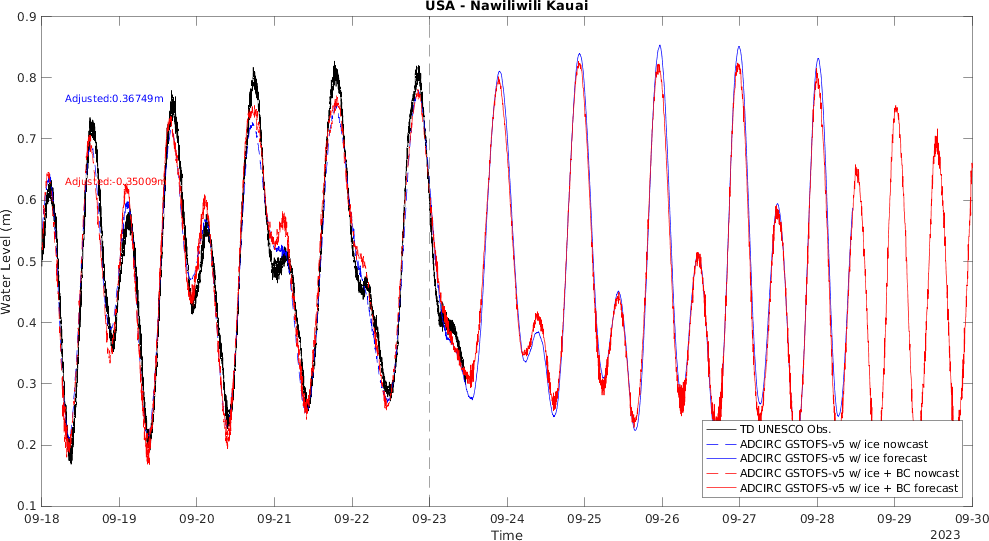 USA - Nawiliwili Kauai
0.9
0.8
0.7
0.6
0.5
0.4
0.3
0.2
0.1
Water Level (m)
Adjusted:0.36749m
Adjusted:-0.35009m
TD UNESCO Obs.
ADCIRC GSTOFS-v5 w/ ice nowcast
ADCIRC GSTOFS-v5 w/ ice forecast
ADCIRC GSTOFS-v5 w/ ice + BC nowcast
ADCIRC GSTOFS-v5 w/ ice + BC forecast
09-18 09-19 09-20 09-21 09-22 09-23 09-24 09-25 09-26 09-27 09-28 09-29 09-30
Time
2023